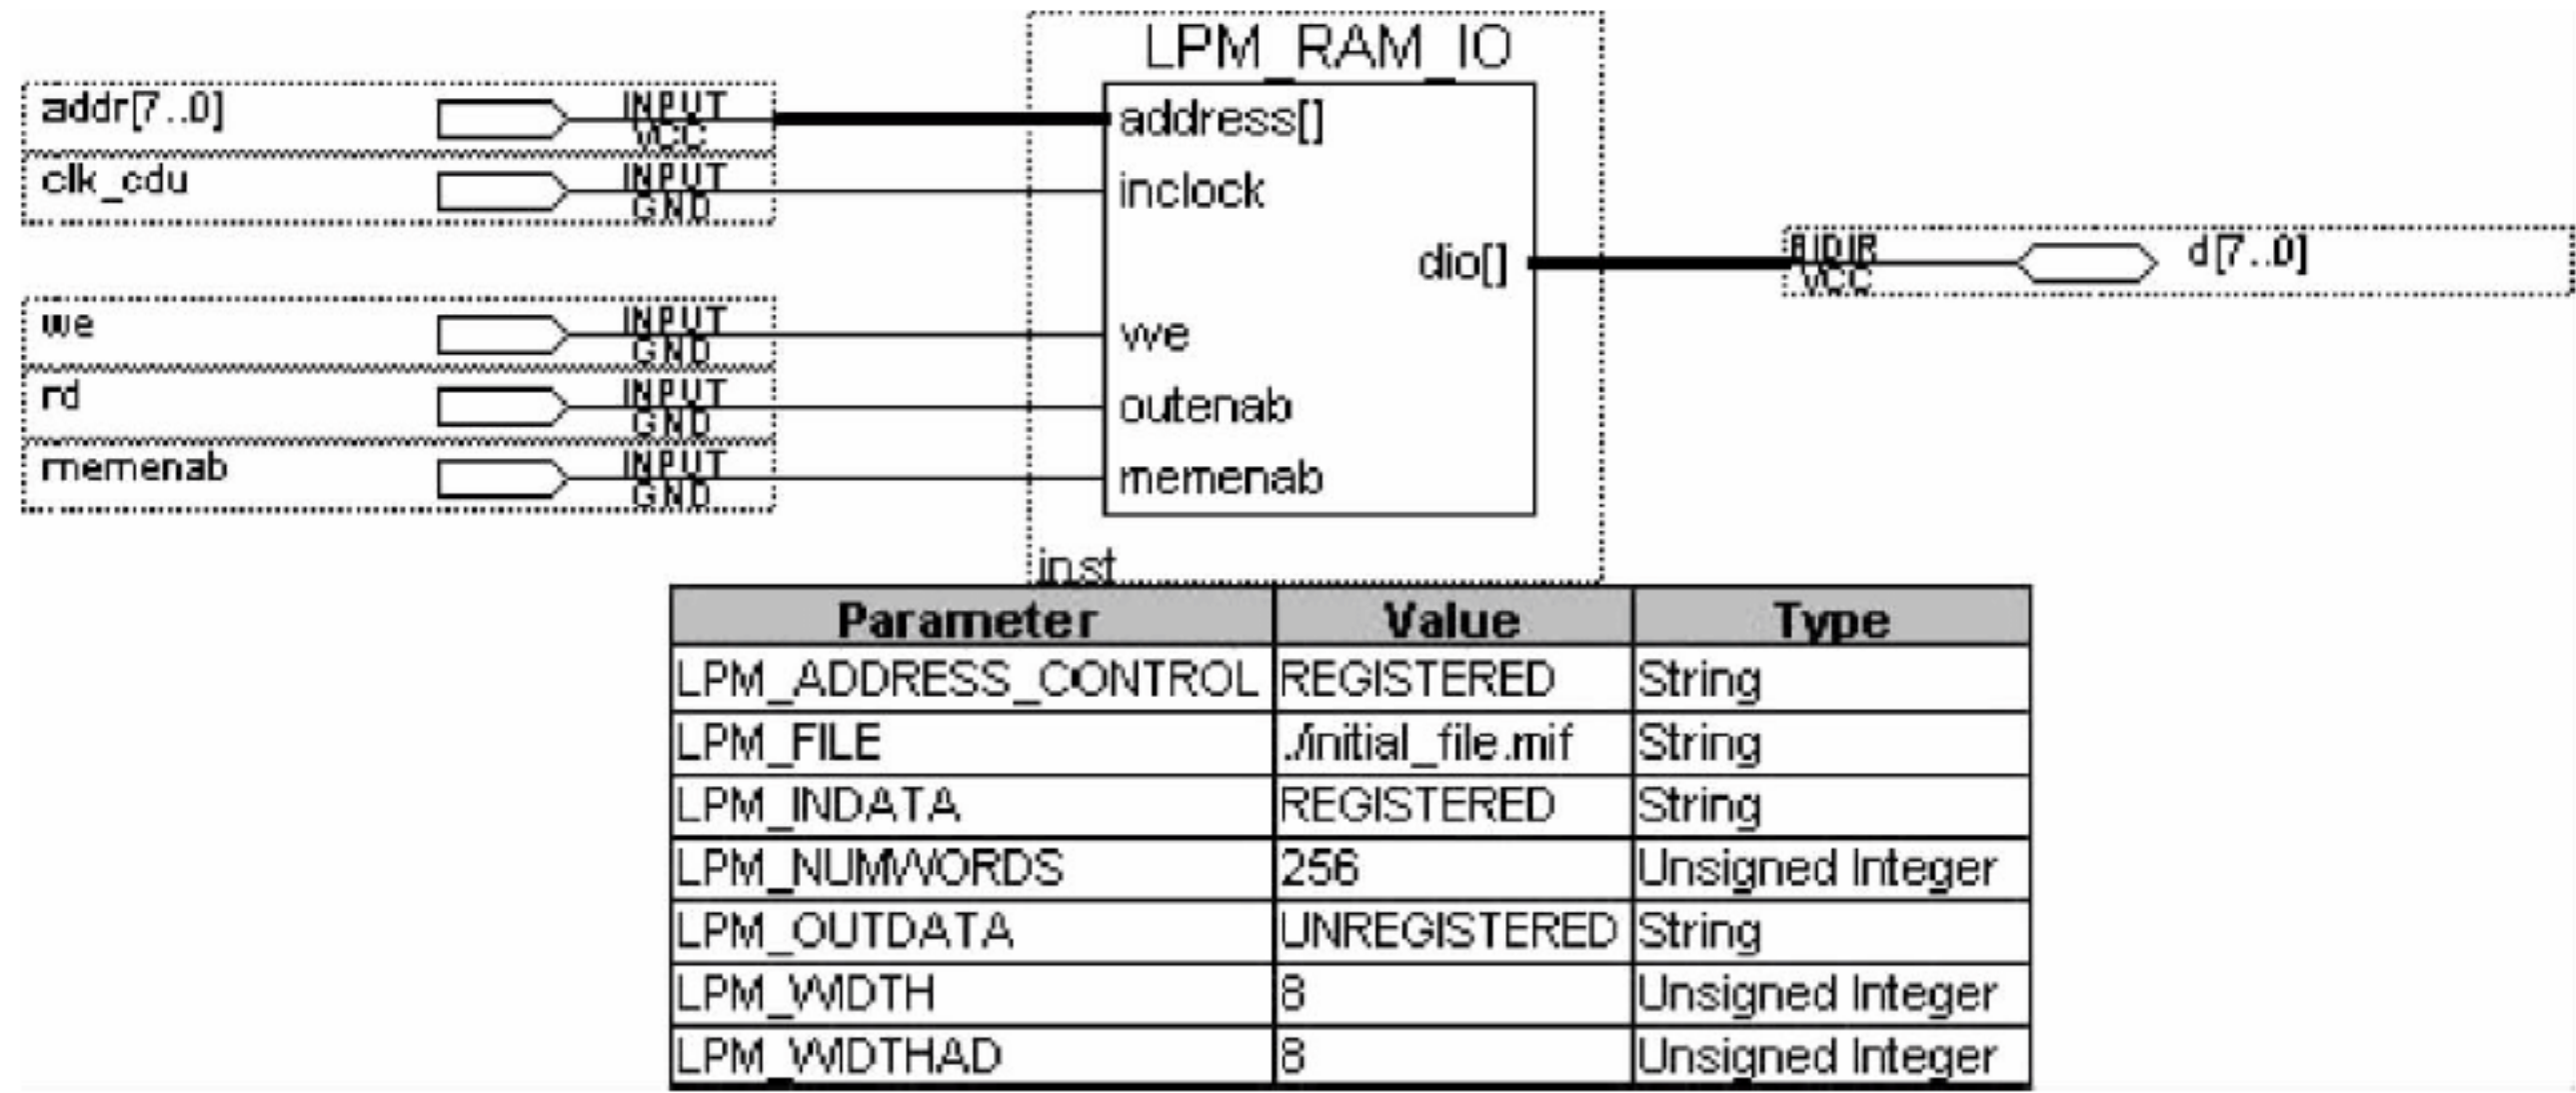 LPM_RAM_IO
addr[7..0] INPUT VCC address[]
clk_cdu INPUT GND inclock
dio[] BIDIR VCC d[7..0]
we INPUT GND we
rd INPUT GND outenab
memenab INPUT GND memenab
inst
Parameter Value Type
LPM_ADDRESS_CONTROL REGISTERED String
LPM_FILE ./initial_file.mif String
LPM_INDATA REGISTERED String
LPM_NUMWORDS 256 Unsigned Integer
LPM_OUTDATA UNREGISTERED String
LPM_WIDTH 8 Unsigned Integer
LPM_WIDTHAD 8 Unsigned Integer